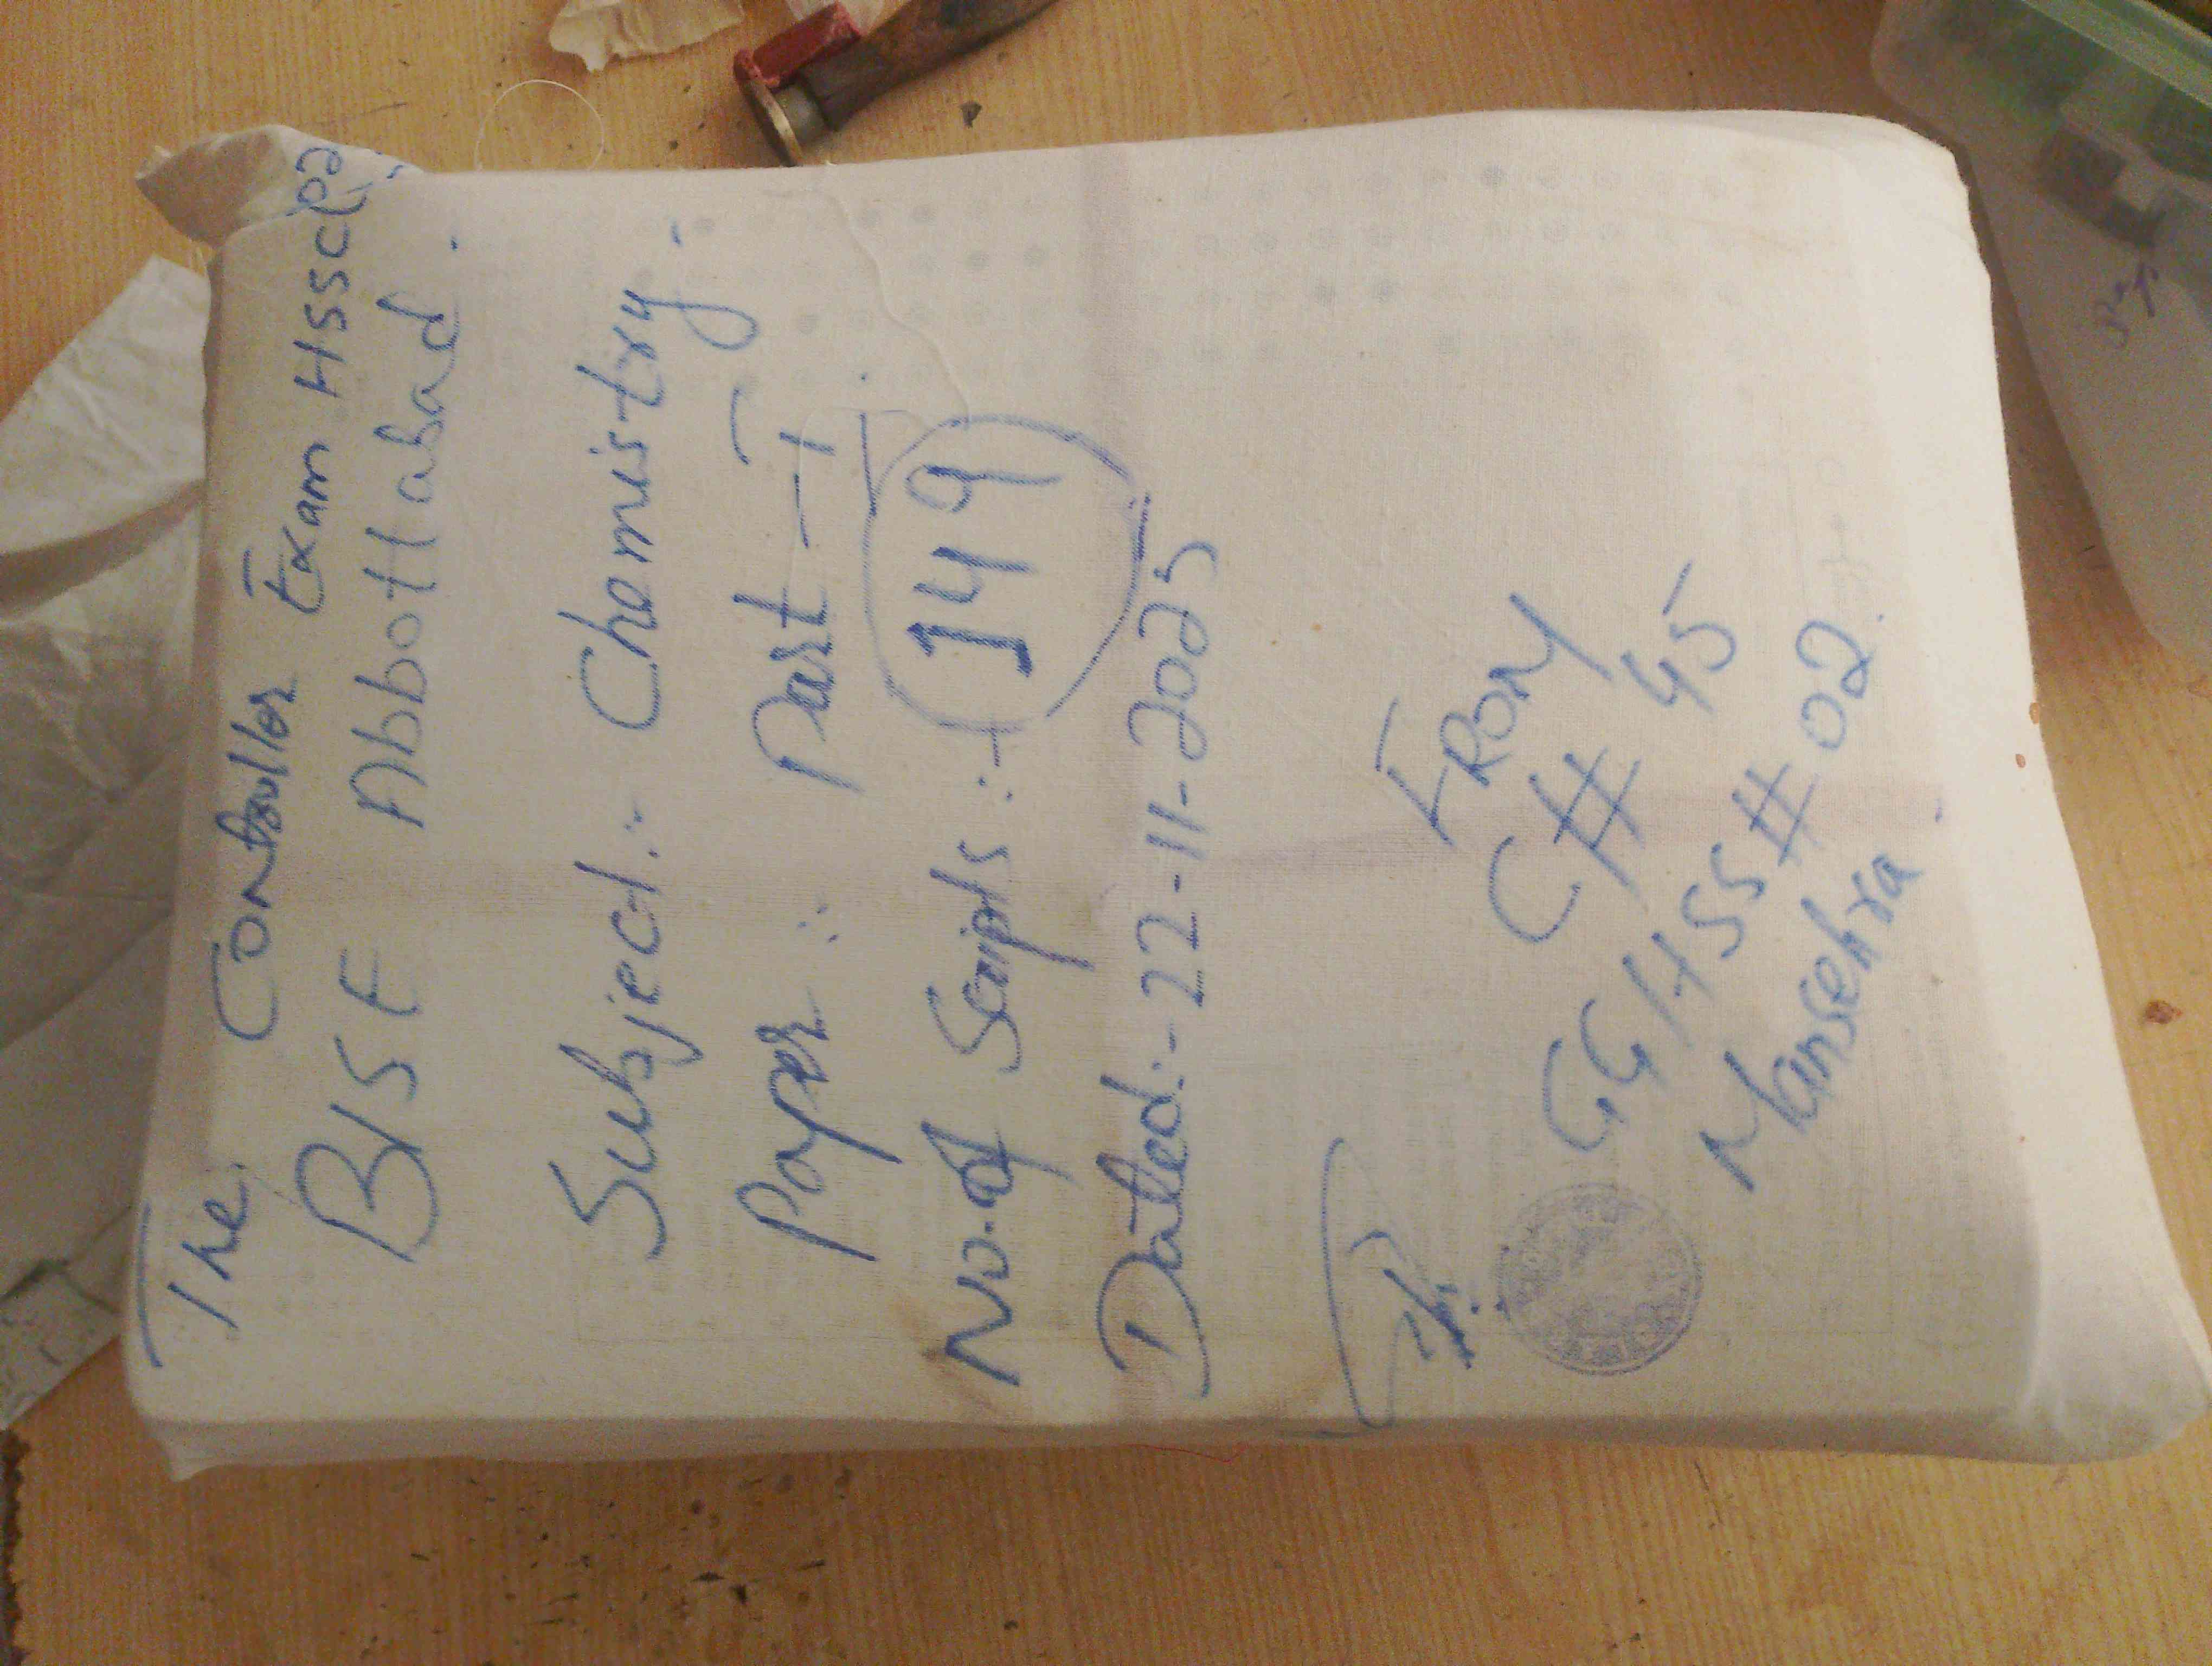 The Controller Exam HSSC 
BISE Abbottabad.
Subject:- Chemistry.
Paper :: Part - I
No. of Scripts :- 149
Dated:- 22-11-2025
FROM
C # 45
GGHSS # 02
Mansehra.